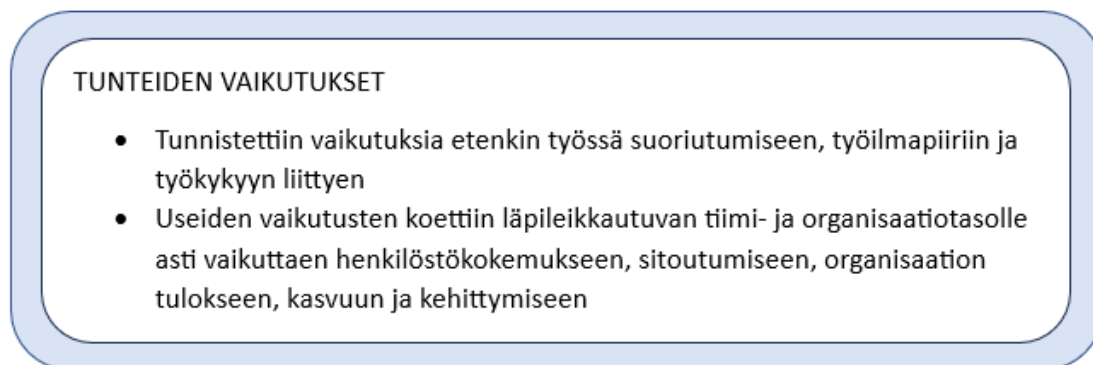 TUNTEIDEN VAIKUTUKSET
• Tunnistettiin vaikutuksia etenkin työssä suoriutumiseen, työilmapiiriin ja
työkykyyn liittyen
• Useiden vaikutusten koettiin läpileikkautuvan tiimi- ja organisaatiotasolle
asti vaikuttaen henkilöstökokemukseen, sitoutumiseen, organisaation
tulokseen, kasvuun ja kehittymiseen